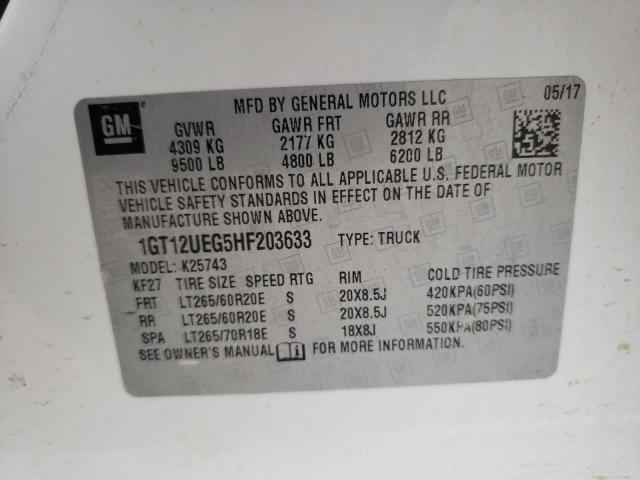 GM
MFD BY GENERAL MOTORS LLC 05/17
GVWR GAWR FRT GAWR RR
4309 KG 2177 KG 2812 KG
9500 LB 4800 LB 6200 LB
THIS VEHICLE CONFORMS TO ALL APPLICABLE U.S. FEDERAL MOTOR
VEHICLE SAFETY STANDARDS IN EFFECT ON THE DATE OF
MANUFACTURE SHOWN ABOVE.
1GT12UEG5HF203633 TYPE: TRUCK
MODEL: K25743
KF27 TIRE SIZE SPEED RTG RIM COLD TIRE PRESSURE
FRT LT265/60R20E S 20X8.5J 420KPA(60PSI)
RR LT265/60R20E S 20X8.5J 520KPA(75PSI)
SPA LT265/70R18E S 18X8J 550KPA(80PSI)
SEE OWNER'S MANUAL FOR MORE INFORMATION.